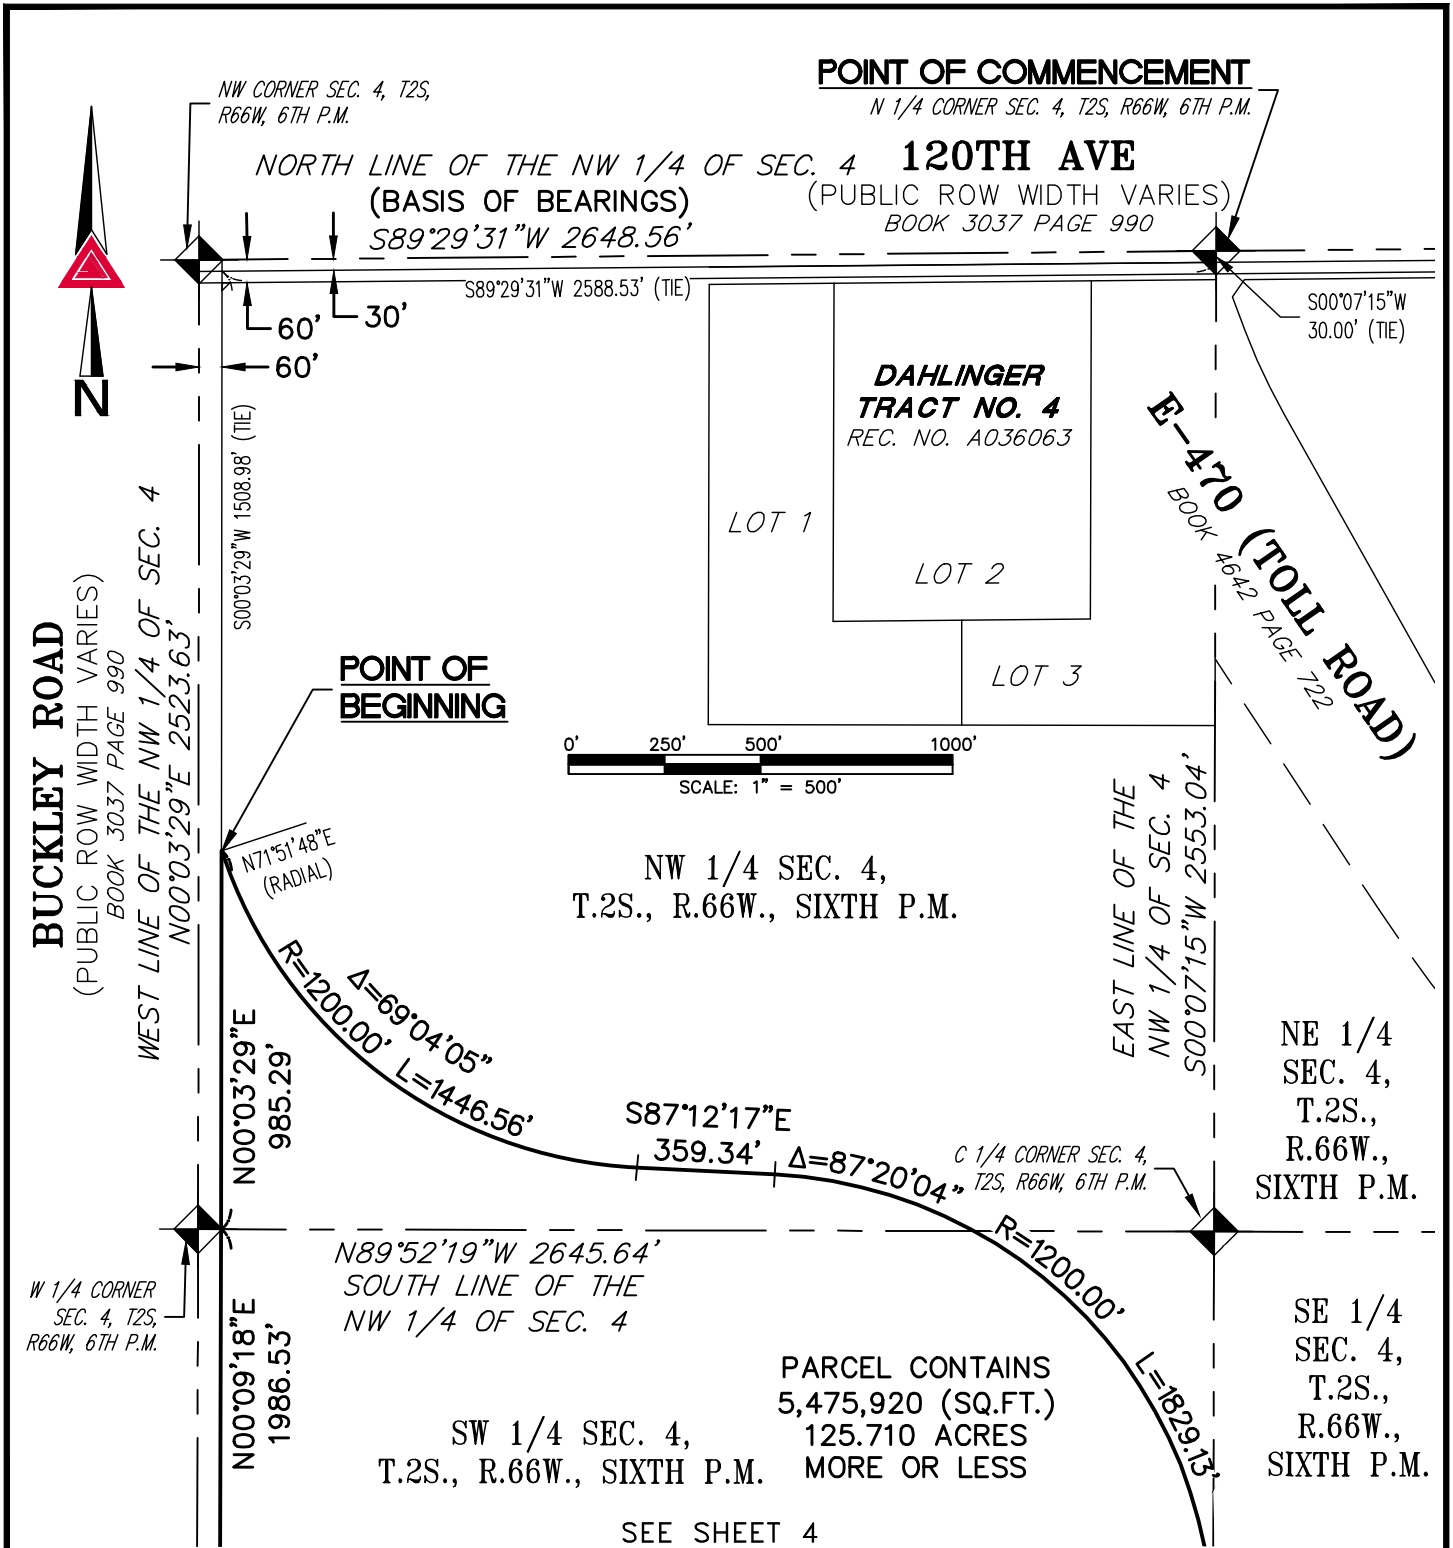 NW CORNER SEC. 4, T2S,
R66W, 6TH P.M.
POINT OF COMMENCEMENT
N 1/4 CORNER SEC. 4, T2S, R66W, 6TH P.M.
NORTH LINE OF THE NW 1/4 OF SEC. 4
(BASIS OF BEARINGS)
S89°29'31"W 2648.56'
120TH AVE
(PUBLIC ROW WIDTH VARIES)
BOOK 3037 PAGE 990
S89°29'31"W 2588.53' (TIE)
S00°07'15"W
30.00' (TIE)
60'
30'
60'
N
S00°03'29"W 1508.98' (TIE)
DAHLINGER
TRACT NO. 4
REC. NO. A036063
LOT 1
LOT 2
LOT 3
E-470 (TOLL ROAD)
BOOK 4642 PAGE 722
BUCKLEY ROAD
(PUBLIC ROW WIDTH VARIES)
BOOK 3037 PAGE 990
WEST LINE OF THE NW 1/4 OF SEC. 4
N00°03'29"E 2523.63'
POINT OF
BEGINNING
0' 250' 500' 1000'
SCALE: 1" = 500'
N71°51'48"E
(RADIAL)
NW 1/4 SEC. 4,
T.2S., R.66W., SIXTH P.M.
EAST LINE OF THE
NW 1/4 OF SEC. 4
S00°07'15"W 2553.04'
Δ=69°04'05"
R=1200.00'
L=1446.56'
N00°03'29"E
985.29'
S87°12'17"E
359.34'
Δ=87°20'04"
R=1200.00'
L=1829.13'
C 1/4 CORNER SEC. 4,
T2S, R66W, 6TH P.M.
NE 1/4
SEC. 4,
T.2S.,
R.66W.,
SIXTH P.M.
N89°52'19"W 2645.64'
SOUTH LINE OF THE
NW 1/4 OF SEC. 4
W 1/4 CORNER
SEC. 4, T2S,
R66W, 6TH P.M.
N00°09'18"E
1986.53'
PARCEL CONTAINS
5,475,920 (SQ.FT.)
125.710 ACRES
MORE OR LESS
SW 1/4 SEC. 4,
T.2S., R.66W., SIXTH P.M.
SE 1/4
SEC. 4,
T.2S.,
R.66W.,
SIXTH P.M.
SEE SHEET 4